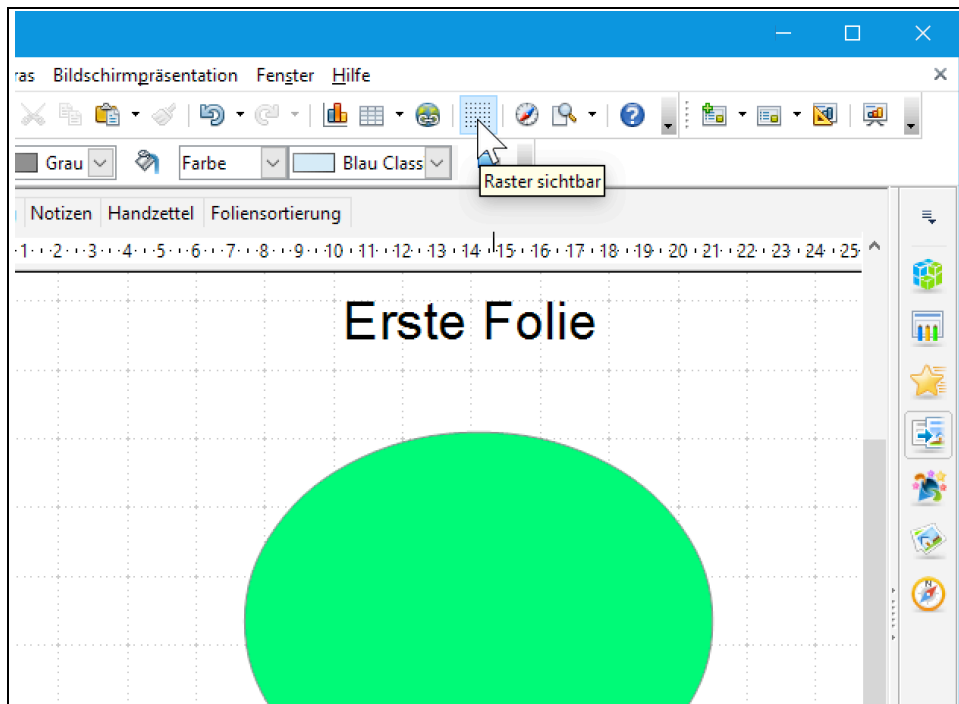 ras Bildschirmpräsentation Fenster Hilfe
Grau Farbe Blau Class
Raster sichtbar
Notizen Handzettel Foliensortierung
1 2 3 4 5 6 7 8 9 10 11 12 13 14 15 16 17 18 19 20 21 22 23 24 25
Erste Folie